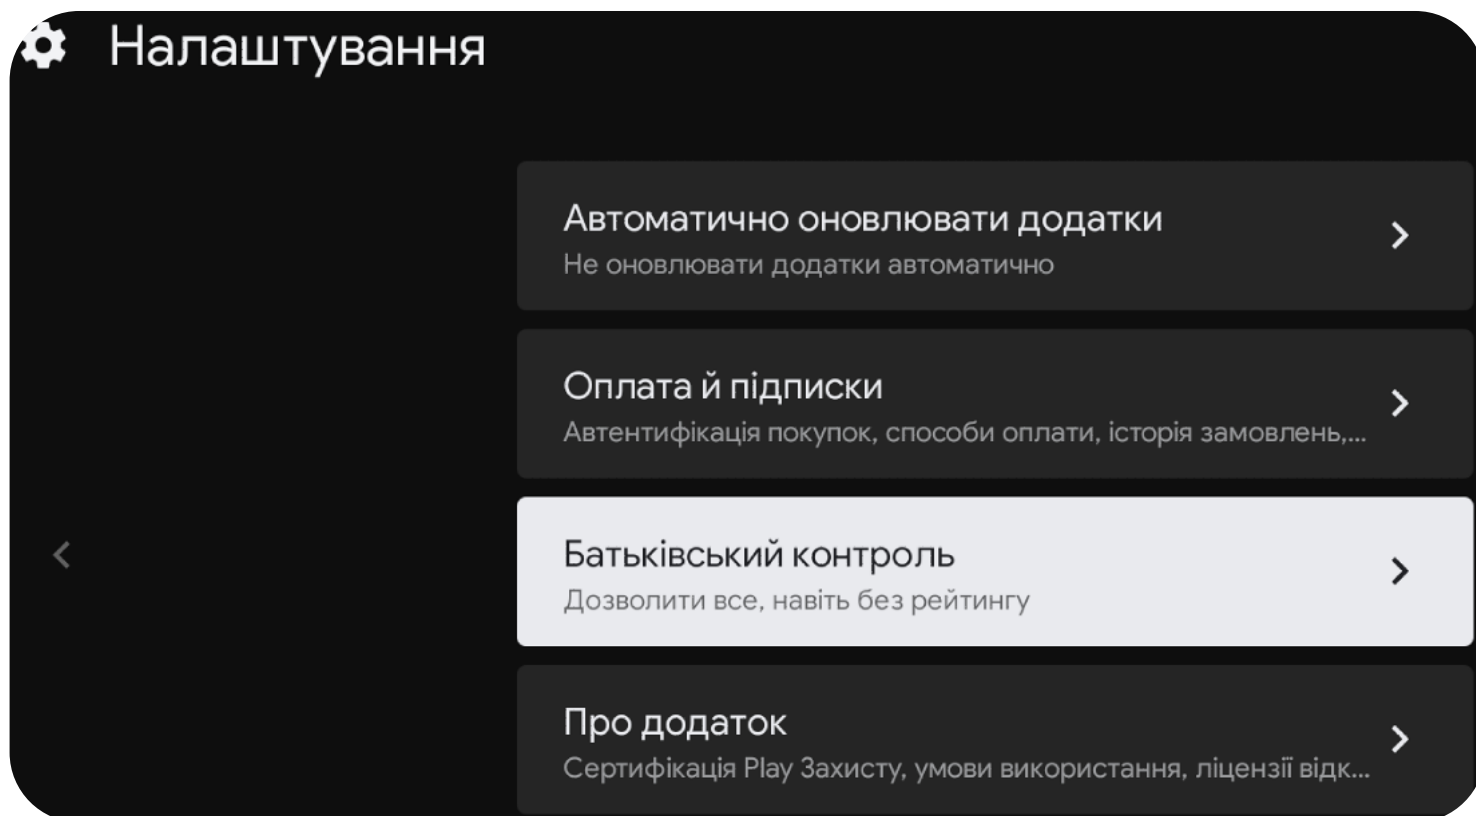 Налаштування
Автоматично оновлювати додатки
Не оновлювати додатки автоматично
Оплата й підписки
Автентифікація покупок, способи оплати, історія замовлень,...
Батьківський контроль
Дозволити все, навіть без рейтингу
Про додаток
Сертифікація Play Захисту, умови використання, ліцензії відк...